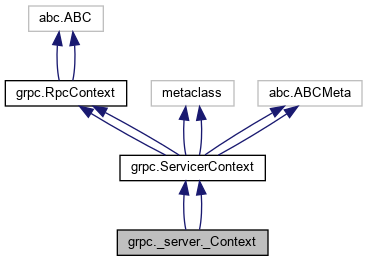 abc.ABC
grpc.RpcContext
metaclass
abc.ABCMeta
grpc.ServicerContext
grpc._server._Context